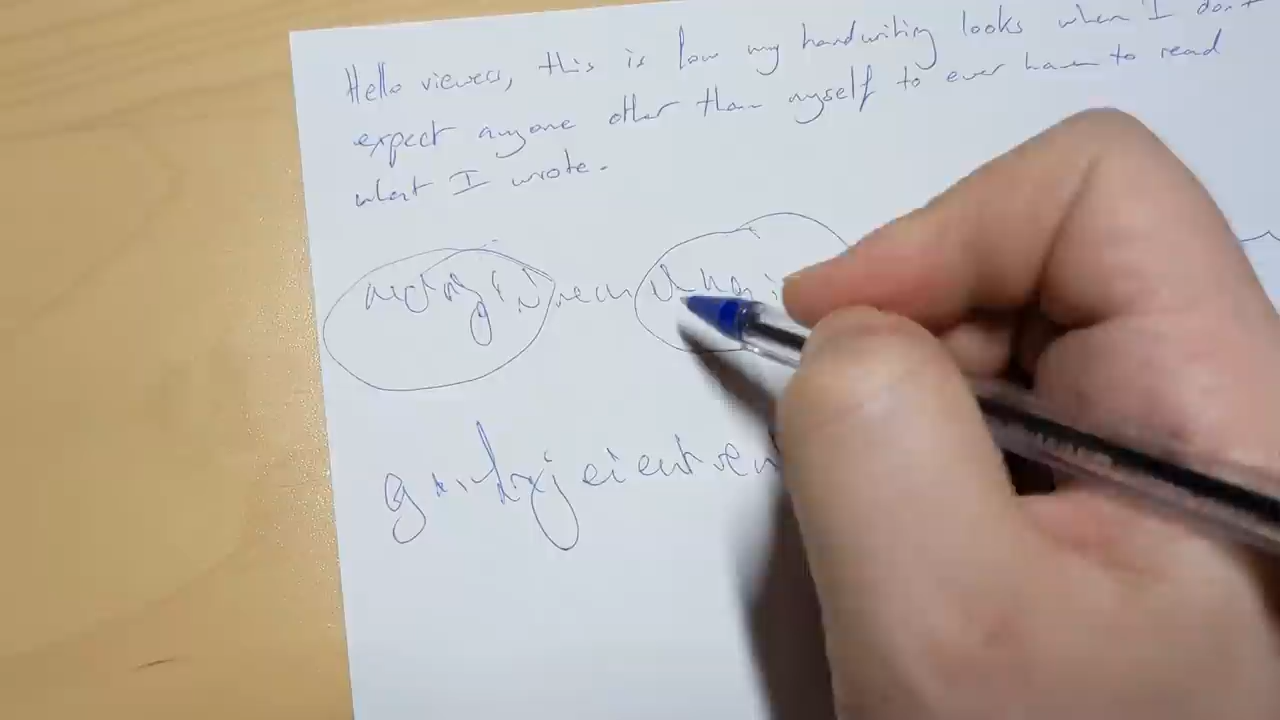 Hello viewers, this is how my handwriting looks when I don't
expect anyone other than myself to ever have to read
what I wrote.